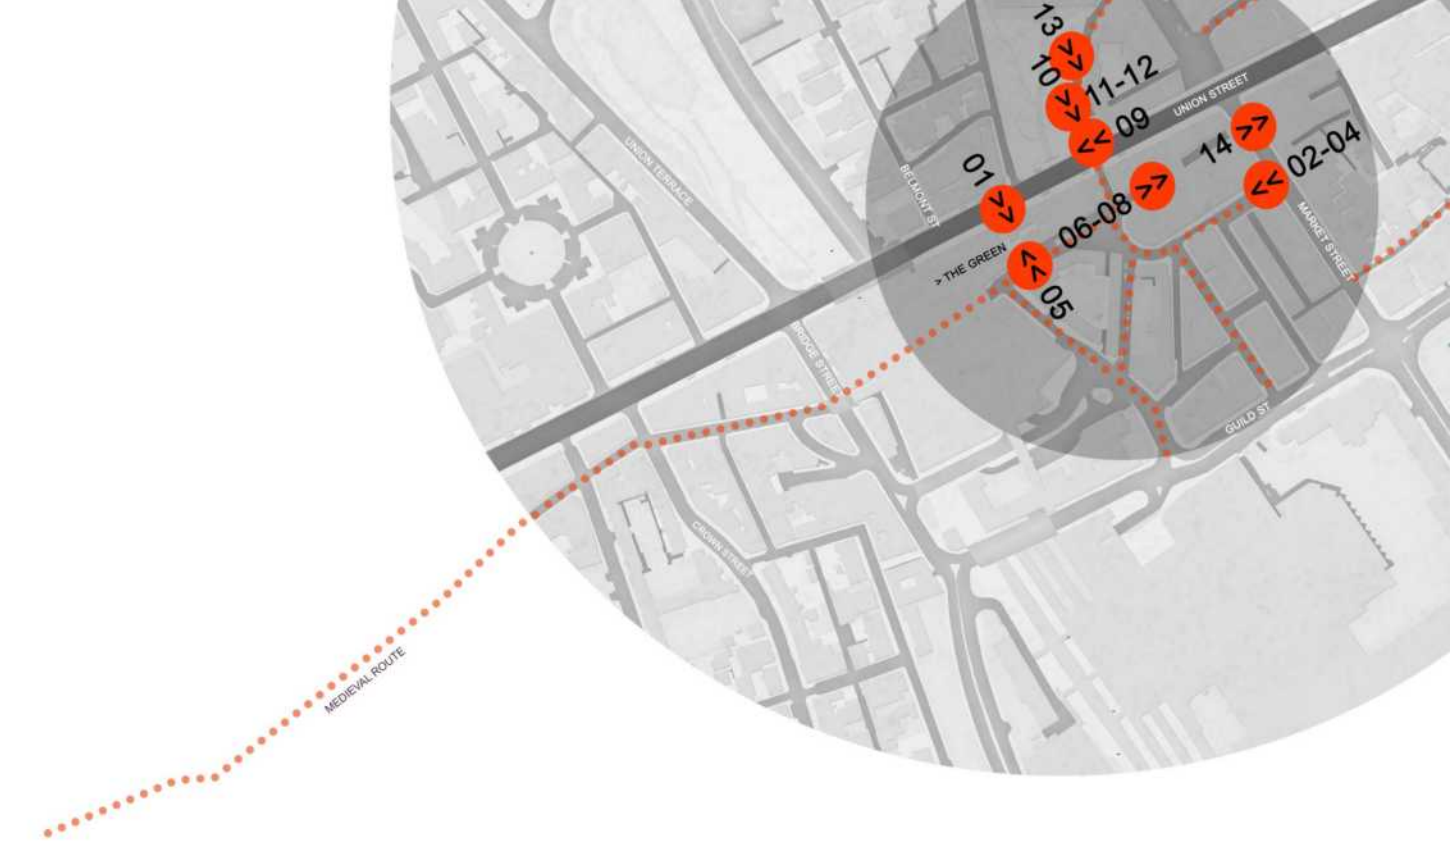 13
>>
10
>>
11-12
UNION STREET
<<
09
14
>>
UNION TERRACE
BELMONT ST
01
>>
06-08
>>
<<
02-04
MARKET STREET
> THE GREEN
>>
05
BRIDGE STREET
GUILD ST
CROWN STREET
MEDIEVAL ROUTE